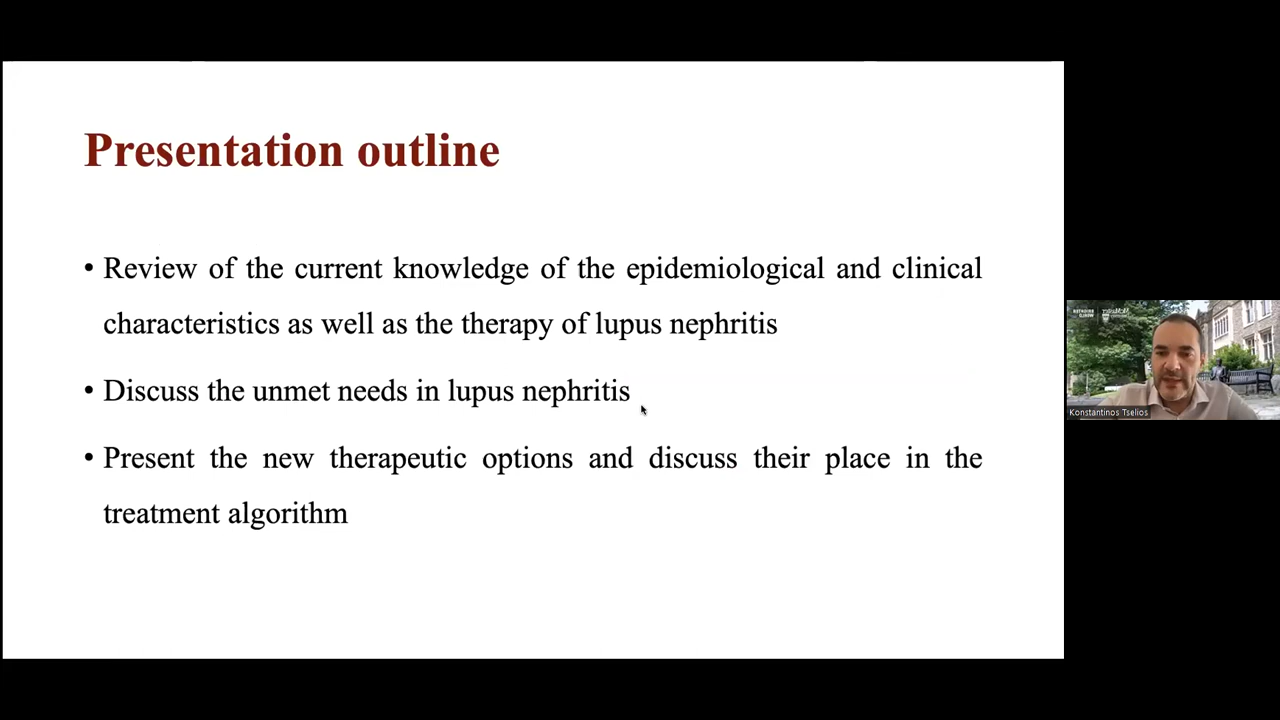 Presentation outline
• Review of the current knowledge of the epidemiological and clinical
characteristics as well as the therapy of lupus nephritis
• Discuss the unmet needs in lupus nephritis
• Present the new therapeutic options and discuss their place in the
treatment algorithm
Konstantinos Tselios